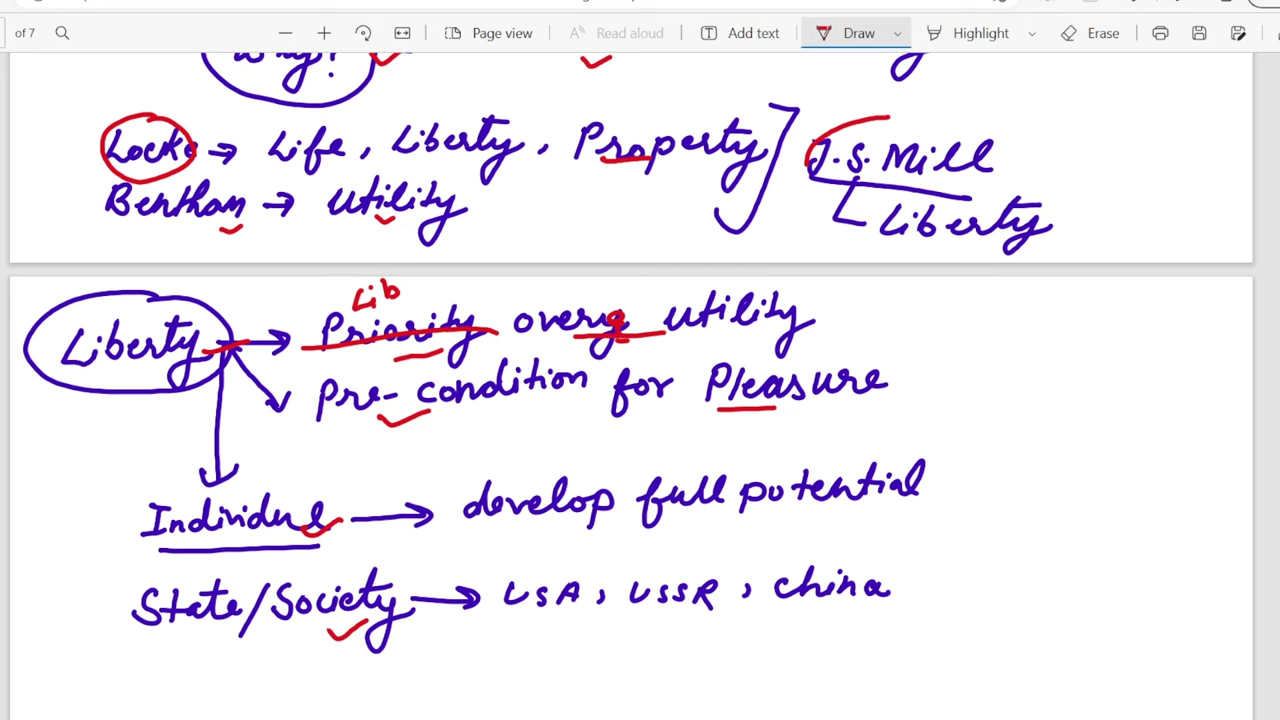 of 7 Page view Read aloud Add text Draw Highlight Erase
Why?
Locke → Life, Liberty, Property J.S. Mill
Bentham → Utility Liberty
Lib
Liberty → Priority over utility
Pre-condition for Pleasure
Individual → develop full potential
State/Society → USA, USSR, China